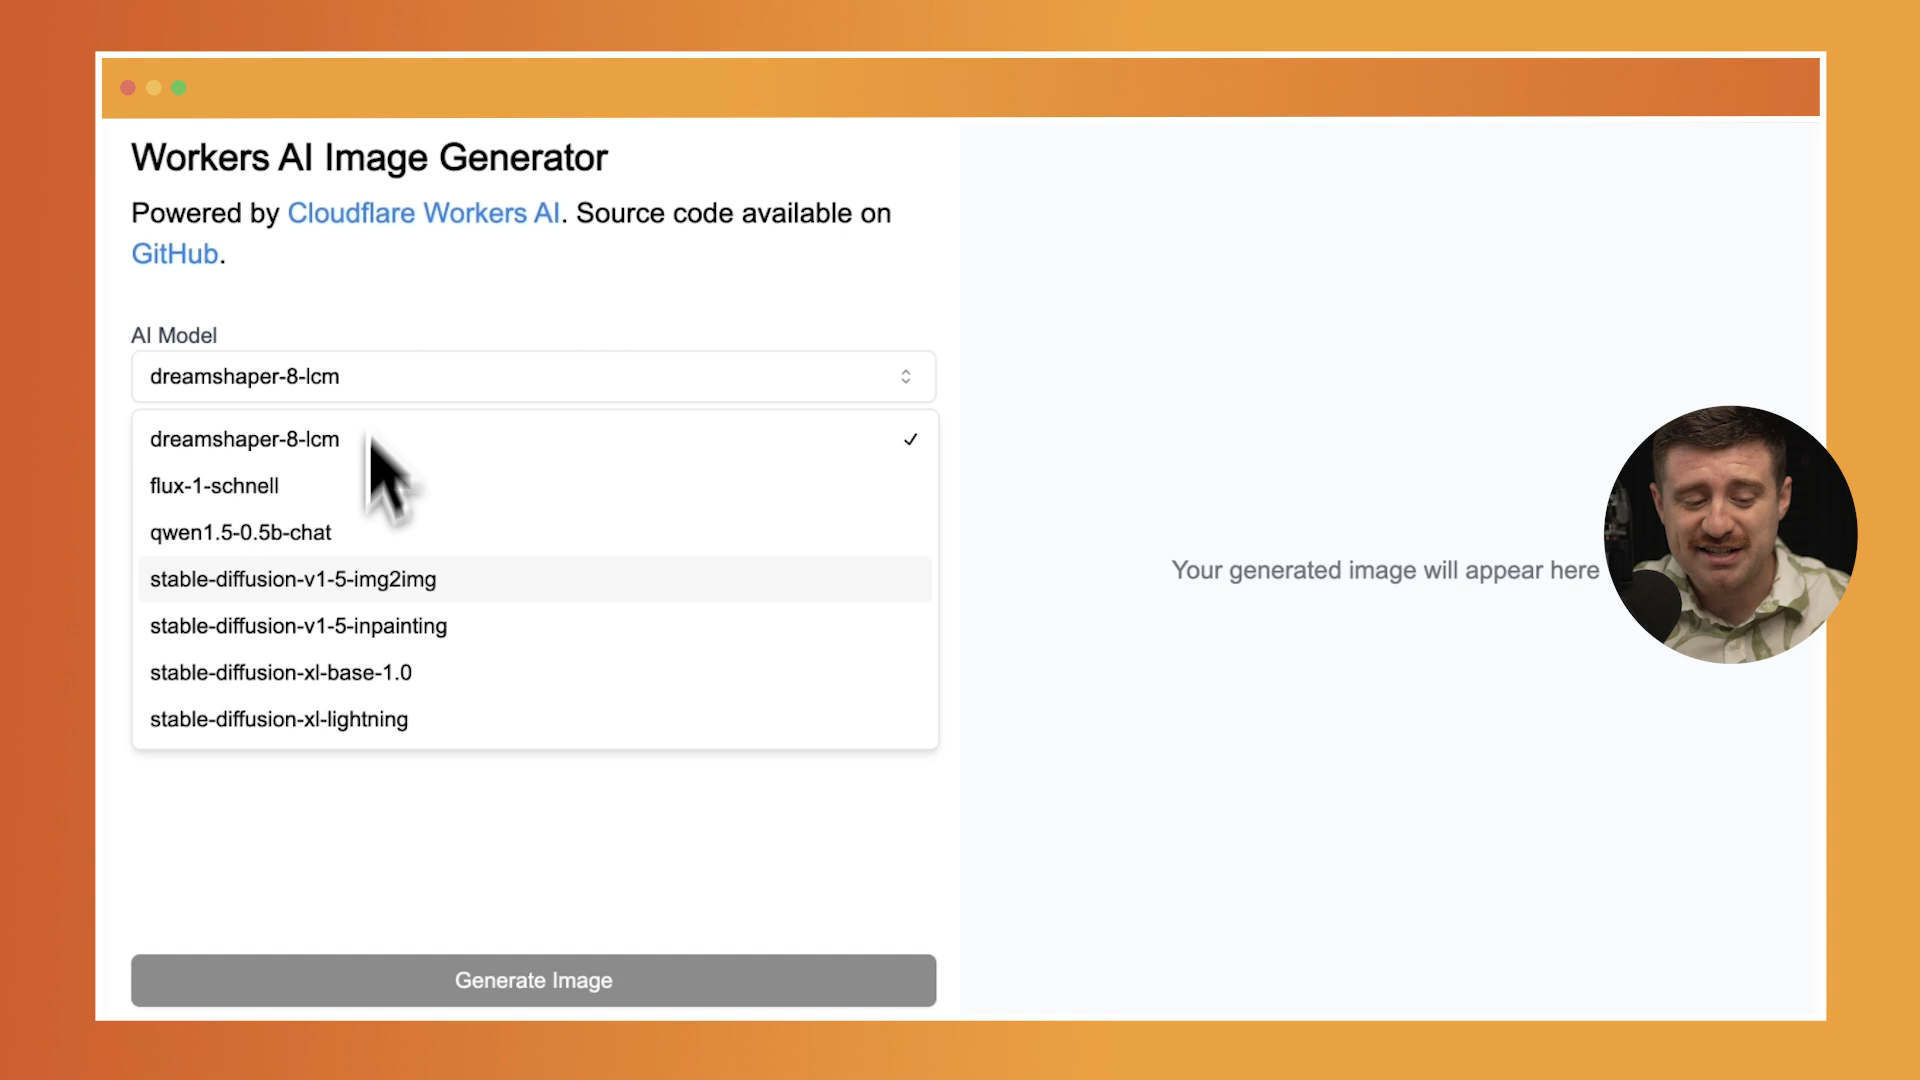 Workers AI Image Generator
Powered by Cloudflare Workers AI. Source code available on
GitHub.
AI Model
dreamshaper-8-lcm
dreamshaper-8-lcm
flux-1-schnell
qwen1.5-0.5b-chat
stable-diffusion-v1-5-img2img
stable-diffusion-v1-5-inpainting
stable-diffusion-xl-base-1.0
stable-diffusion-xl-lightning
Generate Image
Your generated image will appear here